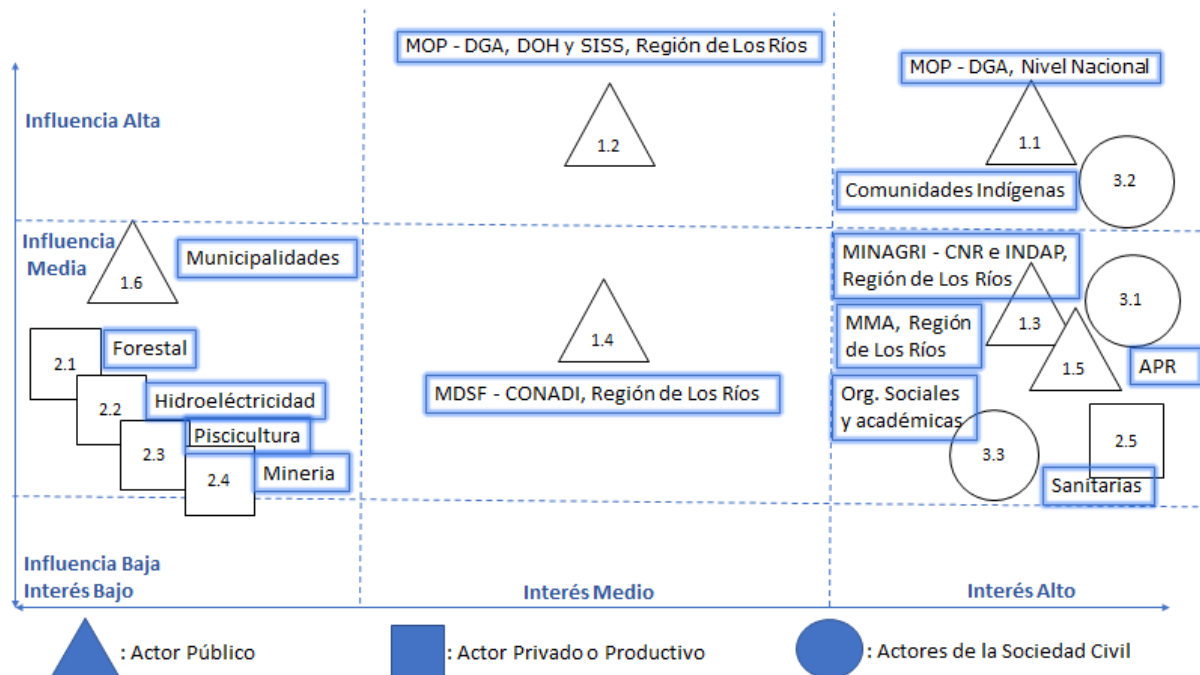 MOP - DGA, DOH y SISS, Región de Los Ríos
MOP - DGA, Nivel Nacional
Influencia Alta
1.2
1.1
3.2
Comunidades Indígenas
Influencia
Media
Municipalidades
1.6
MINAGRI - CNR e INDAP,
Región de Los Ríos
3.1
1.3
1.4
MMA, Región
de Los Ríos
1.5
APR
Forestal
2.1
Hidroeléctricidad
2.2
MDSF - CONADI, Región de Los Ríos
Org. Sociales
y académicas
Piscicultura
2.3
Mineria
2.4
3.3
2.5
Sanitarias
Influencia Baja
Interés Bajo
Interés Medio
Interés Alto
: Actor Público
: Actor Privado o Productivo
: Actores de la Sociedad Civil